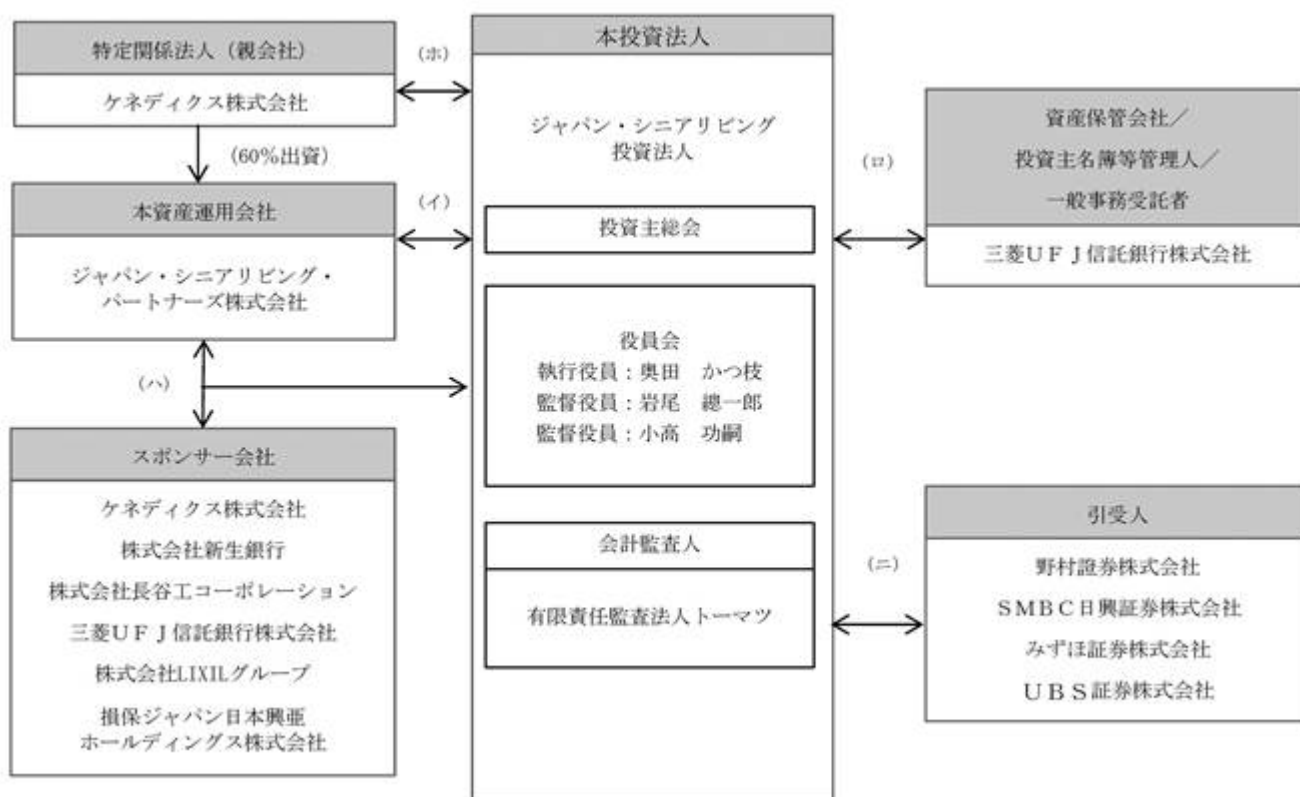 特定関係法人（親会社）
ケネディクス株式会社
（60％出資）
本資産運用会社
ジャパン・シニアリビング・
パートナーズ株式会社
（ハ）
スポンサー会社
ケネディクス株式会社
株式会社新生銀行
株式会社長谷工コーポレーション
三菱ＵＦＪ信託銀行株式会社
株式会社LIXILグループ
損保ジャパン日本興亜
ホールディングス株式会社
（ホ）
（イ）
本投資法人
ジャパン・シニアリビング
投資法人
投資主総会
役員会
執行役員：奥田　かつ枝
監督役員：岩尾　總一郎
監督役員：小高　功嗣
会計監査人
有限責任監査法人トーマツ
（ロ）
資産保管会社／
投資主名簿等管理人／
一般事務受託者
三菱ＵＦＪ信託銀行株式会社
（ニ）
引受人
野村證券株式会社
ＳＭＢＣ日興証券株式会社
みずほ証券株式会社
ＵＢＳ証券株式会社